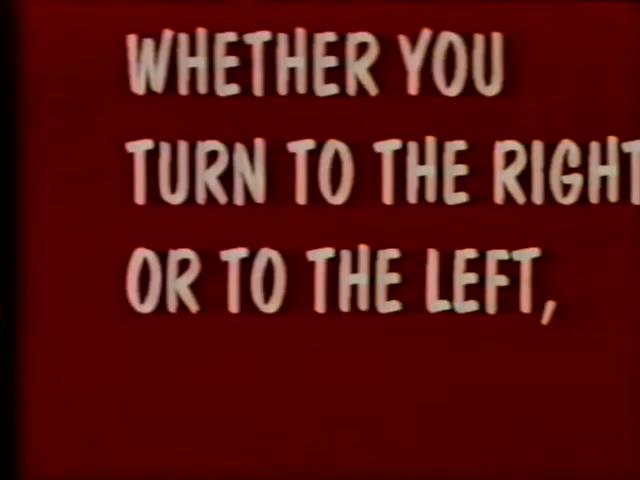 WHETHER YOU
TURN TO THE RIGHT
OR TO THE LEFT,